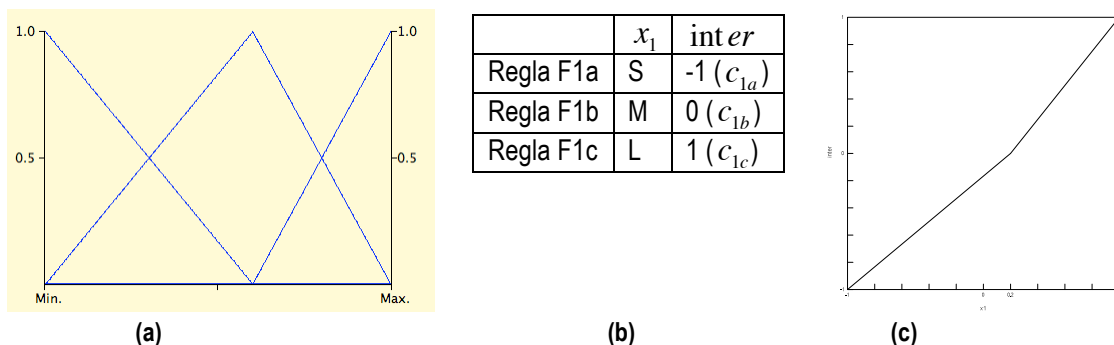 1.0
1.0
0.5
0.5
Min.
Max.
(a)
x₁ inter
Regla F1a S -1 (c₁ₐ)
Regla F1b M 0 (c₁b)
Regla F1c L 1 (c₁c)
(b)
1
inter
0
-1
-1 0 0.2
x1
(c)